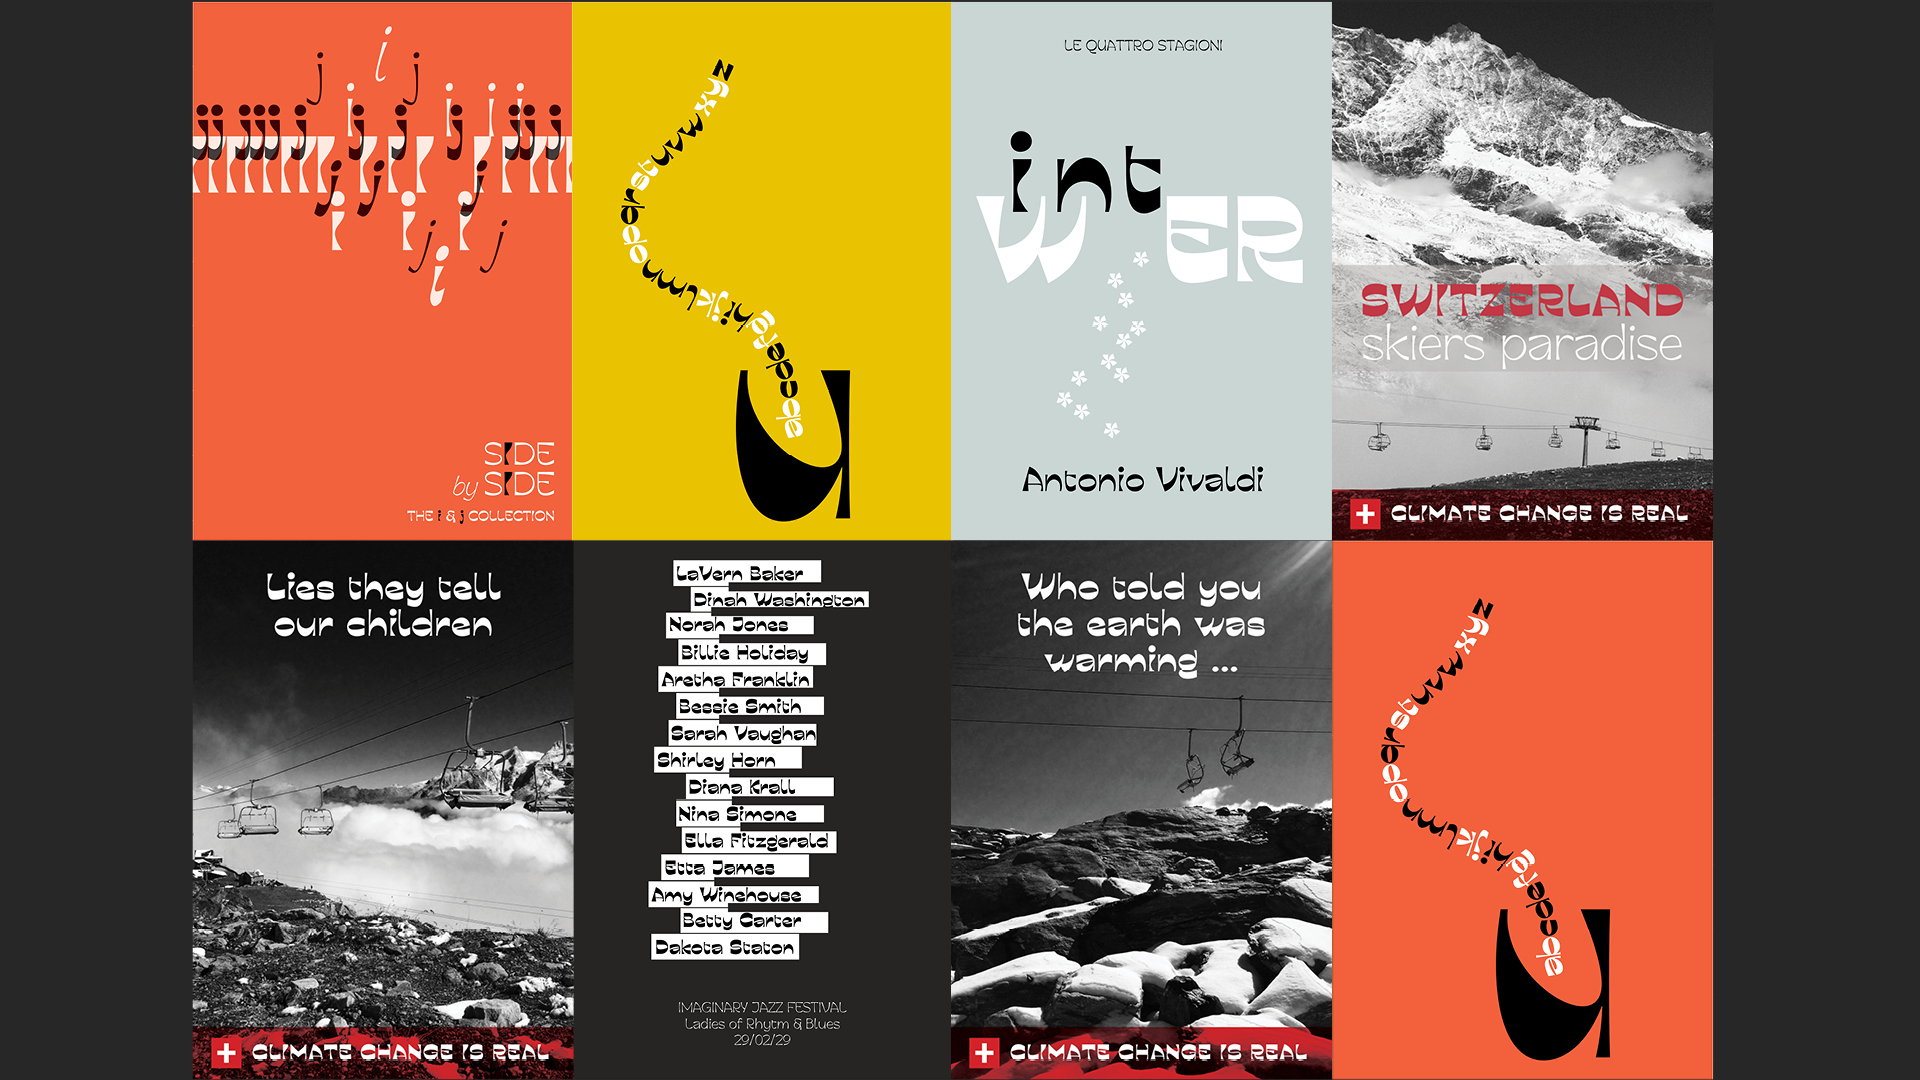 SIDE
by SIDE
THE i & j COLLECTION
abcdefghijklmnopqrstuvwxyz
u
LE QUATTRO STAGIONI
int
WER
Antonio Vivaldi
SWITZERLAND
skiers paradise
CLIMATE CHANGE IS REAL
Lies they tell
our children
CLIMATE CHANGE IS REAL
LaVern Baker
Dinah Washington
Norah Jones
Billie Holiday
Aretha Franklin
Bessie Smith
Sarah Vaughan
Shirley Horn
Diana Krall
Nina Simone
Ella Fitzgerald
Etta James
Amy Winehouse
Betty Carter
Dakota Staton
IMAGINARY JAZZ FESTIVAL
Ladies of Rhytm & Blues
29/02/29
Who told you
the earth was
warming ...
CLIMATE CHANGE IS REAL
abcdefghijklmnopqrstuvwxyz
u